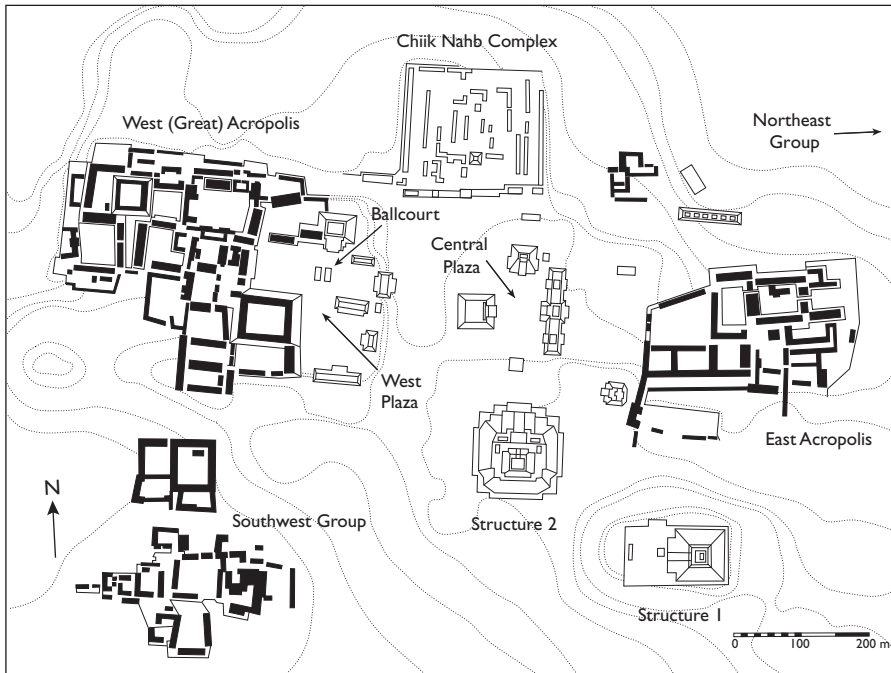 Chiik Nahb Complex
West (Great) Acropolis
Northeast
Group
Ballcourt
Central
Plaza
West
Plaza
East Acropolis
N
Southwest Group
Structure 2
Structure 1
0 100 200 m